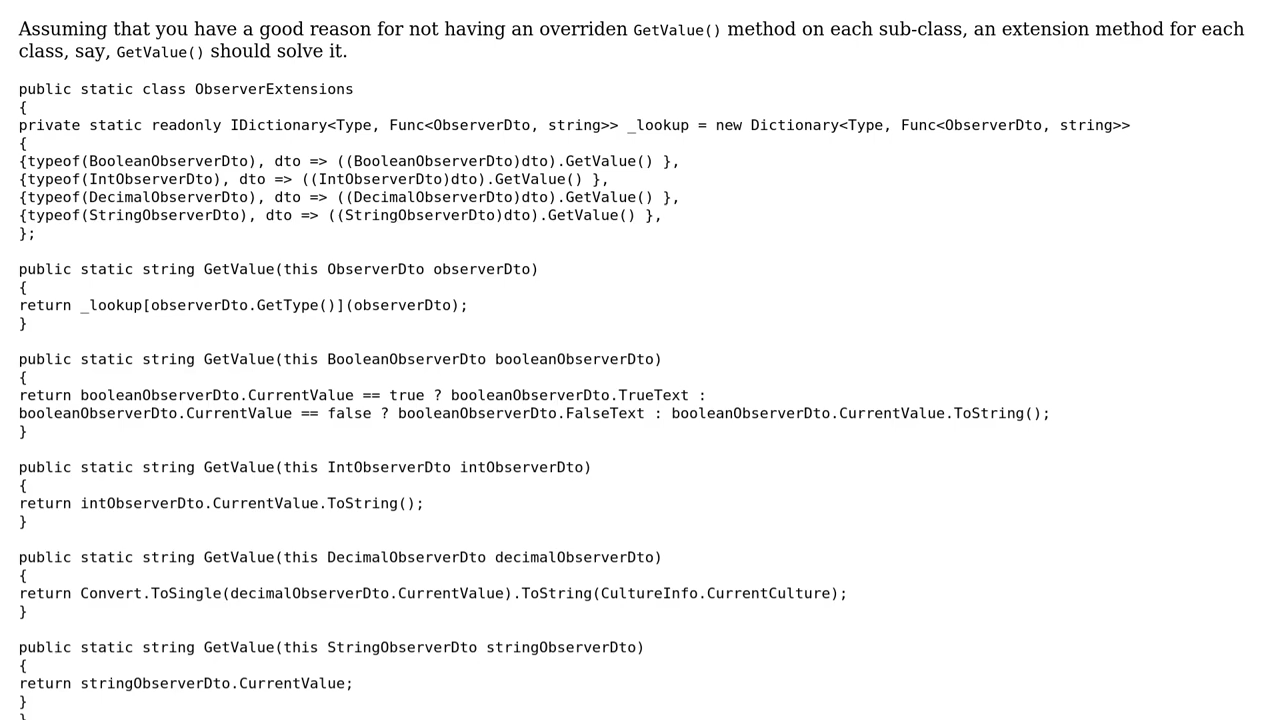 Assuming that you have a good reason for not having an overriden GetValue() method on each sub-class, an extension method for each
class, say, GetValue() should solve it.
public static class ObserverExtensions
{
private static readonly IDictionary<Type, Func<ObserverDto, string>> _lookup = new Dictionary<Type, Func<ObserverDto, string>>
{
{typeof(BooleanObserverDto), dto => ((BooleanObserverDto)dto).GetValue() },
{typeof(IntObserverDto), dto => ((IntObserverDto)dto).GetValue() },
{typeof(DecimalObserverDto), dto => ((DecimalObserverDto)dto).GetValue() },
{typeof(StringObserverDto), dto => ((StringObserverDto)dto).GetValue() },
};
public static string GetValue(this ObserverDto observerDto)
{
return _lookup[observerDto.GetType()](observerDto);
}
public static string GetValue(this BooleanObserverDto booleanObserverDto)
{
return booleanObserverDto.CurrentValue == true ? booleanObserverDto.TrueText :
booleanObserverDto.CurrentValue == false ? booleanObserverDto.FalseText : booleanObserverDto.CurrentValue.ToString();
}
public static string GetValue(this IntObserverDto intObserverDto)
{
return intObserverDto.CurrentValue.ToString();
}
public static string GetValue(this DecimalObserverDto decimalObserverDto)
{
return Convert.ToSingle(decimalObserverDto.CurrentValue).ToString(CultureInfo.CurrentCulture);
}
public static string GetValue(this StringObserverDto stringObserverDto)
{
return stringObserverDto.CurrentValue;
}
}